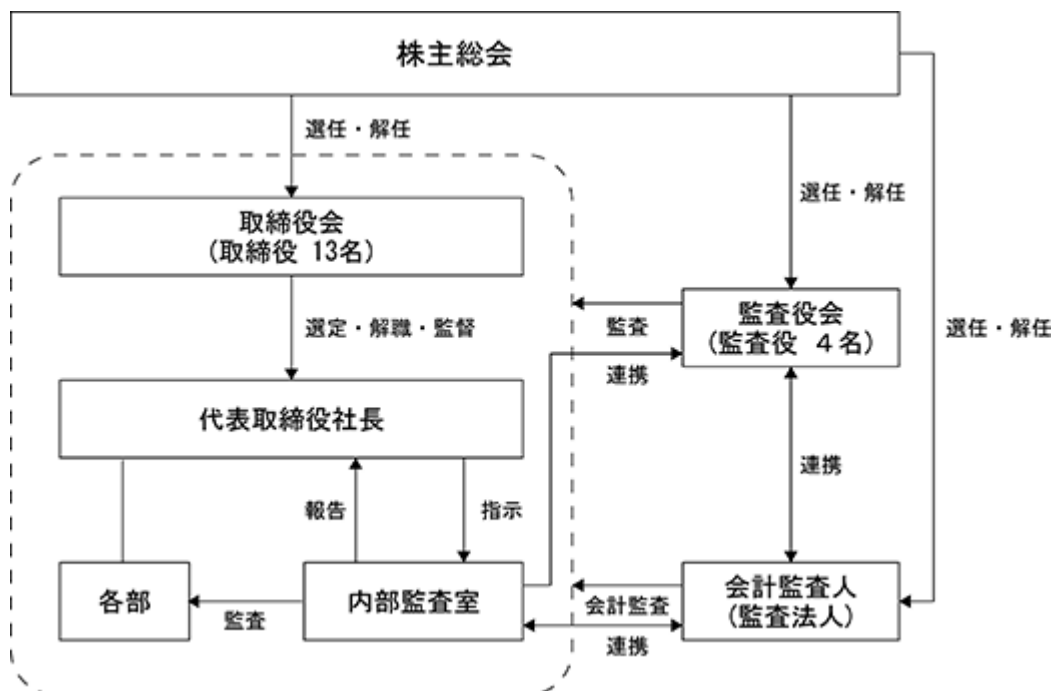 株主総会
選任・解任
選任・解任
取締役会
(取締役 13名)
監査役会
(監査役 4名)
選任・解任
監査
選定・解職・監督
連携
代表取締役社長
連携
報告
指示
各部
内部監査室
会計監査人
(監査法人)
監査
会計監査
連携